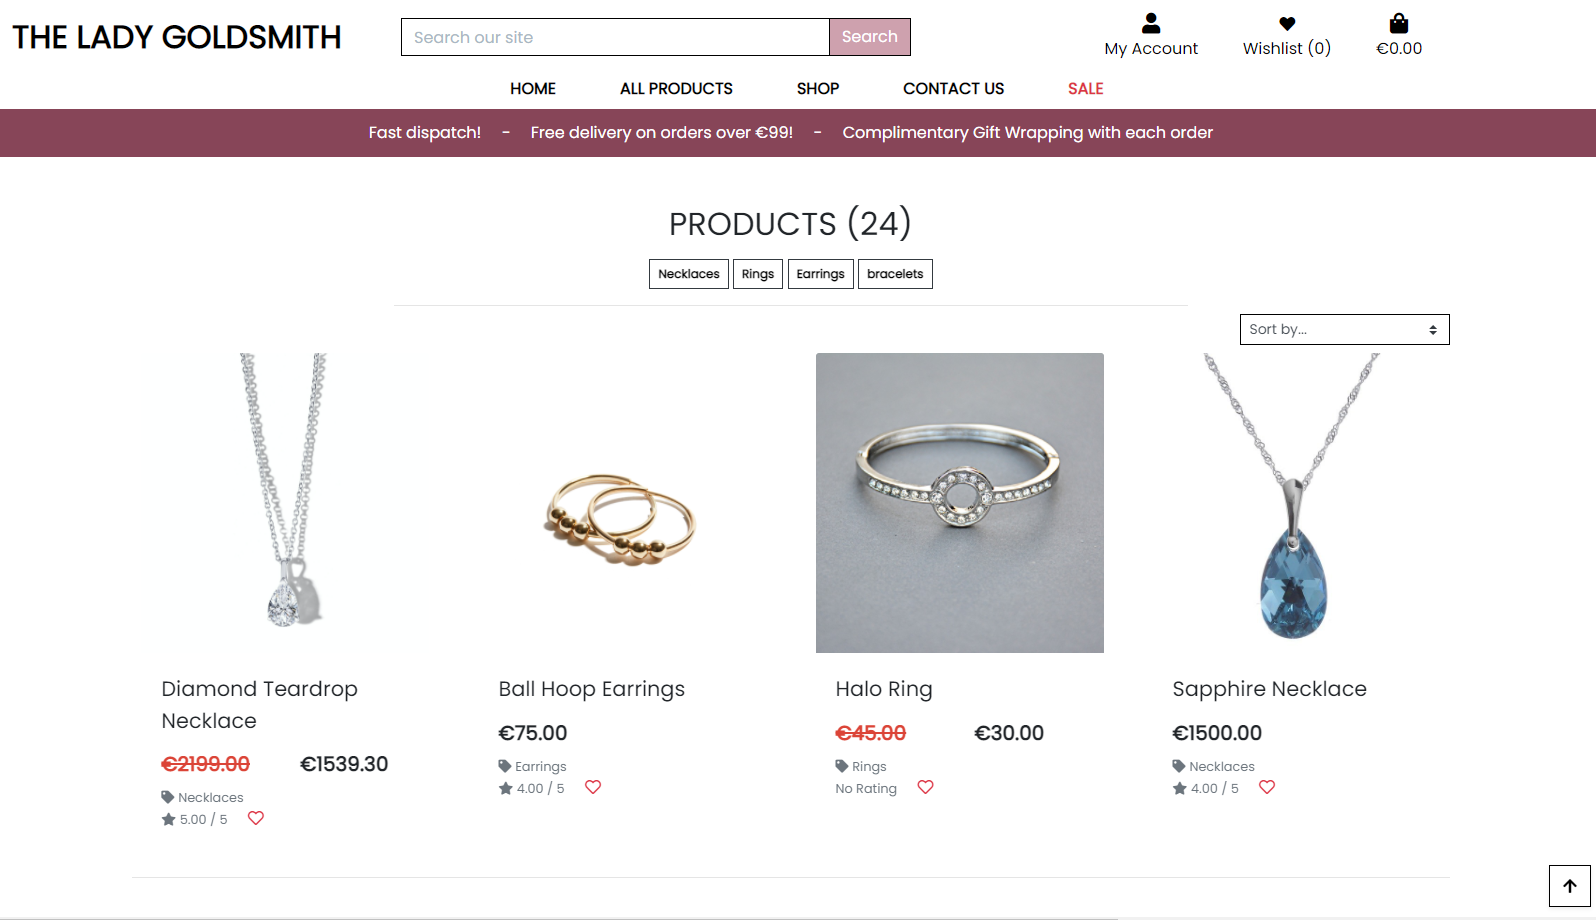 THE LADY GOLDSMITH
Search our site
Search
My Account
Wishlist (0)
€0.00
HOME
ALL PRODUCTS
SHOP
CONTACT US
SALE
Fast dispatch! - Free delivery on orders over €99! - Complimentary Gift Wrapping with each order
PRODUCTS (24)
Necklaces
Rings
Earrings
bracelets
Sort by...
Diamond Teardrop
Necklace
€2199.00
€1539.30
Necklaces
5.00 / 5
Ball Hoop Earrings
€75.00
Earrings
4.00 / 5
Halo Ring
€45.00
€30.00
Rings
No Rating
Sapphire Necklace
€1500.00
Necklaces
4.00 / 5